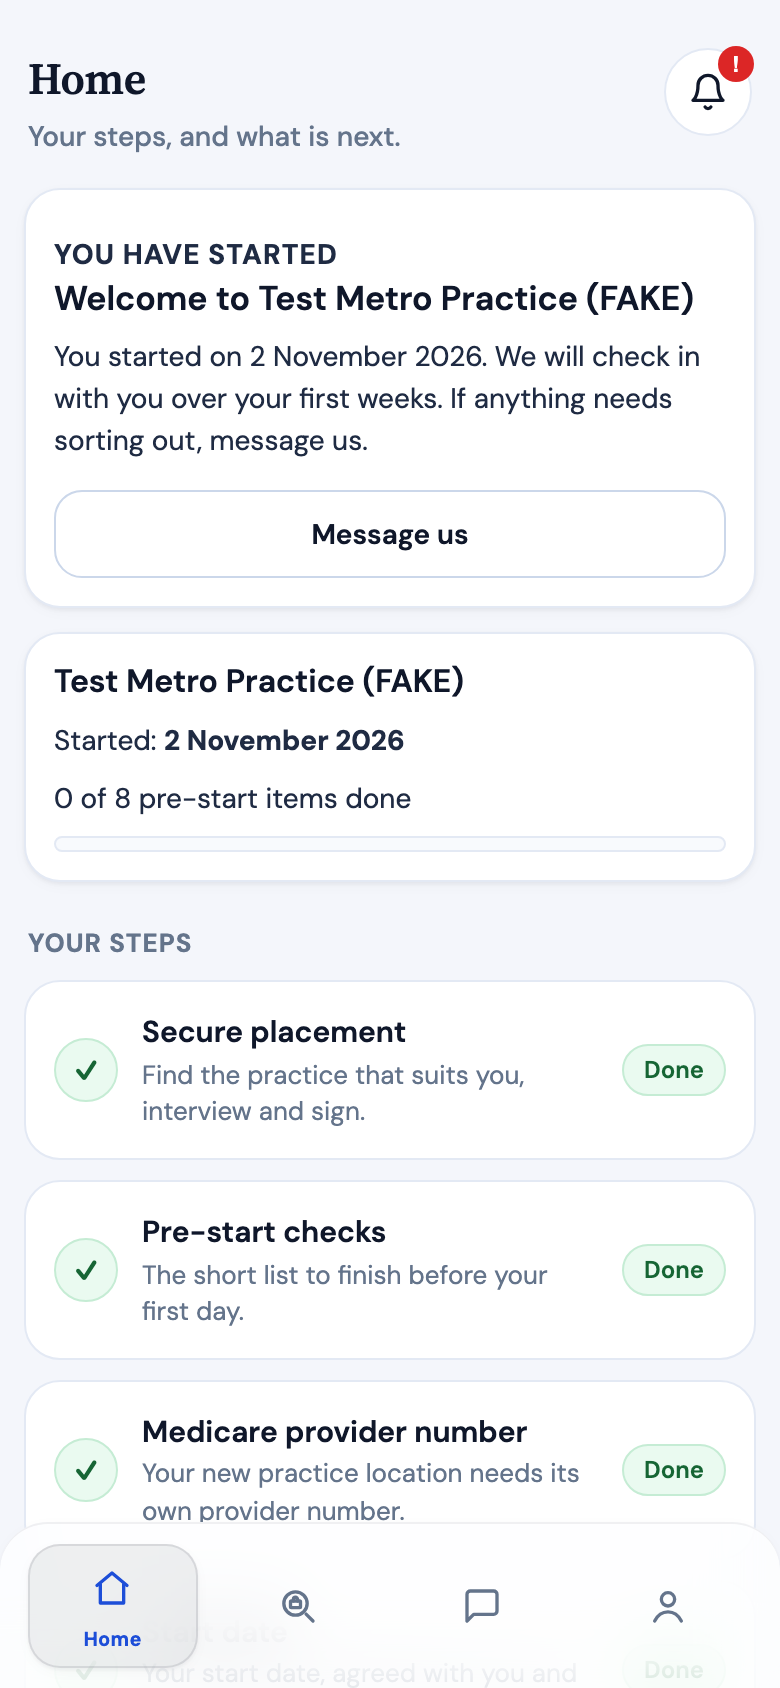 Home
!
Your steps, and what is next.
YOU HAVE STARTED
Welcome to Test Metro Practice (FAKE)
You started on 2 November 2026. We will check in
with you over your first weeks. If anything needs
sorting out, message us.
Message us
Test Metro Practice (FAKE)
Started: 2 November 2026
0 of 8 pre-start items done
YOUR STEPS
Secure placement
Find the practice that suits you,
interview and sign.
Done
Pre-start checks
The short list to finish before your
first day.
Done
Medicare provider number
Your new practice location needs its
own provider number.
Done
Start date
Your start date, agreed with you and
Done
Home